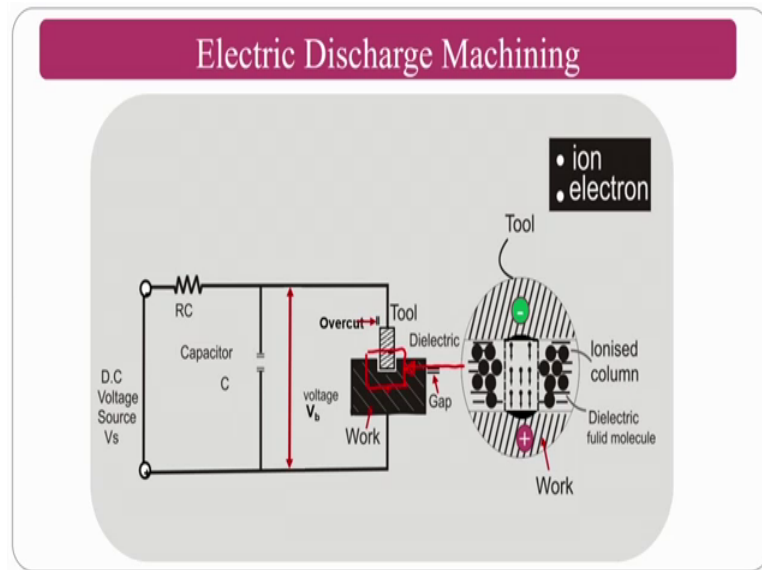 Electric Discharge Machining
ion
electron
Tool
RC
Overcut
Tool
Dielectric
Ionised
column
Capacitor
C
D.C
Voltage
Source
Vs
voltage
Vb
Gap
Work
Dielectric
fulid molecule
-
+
Work